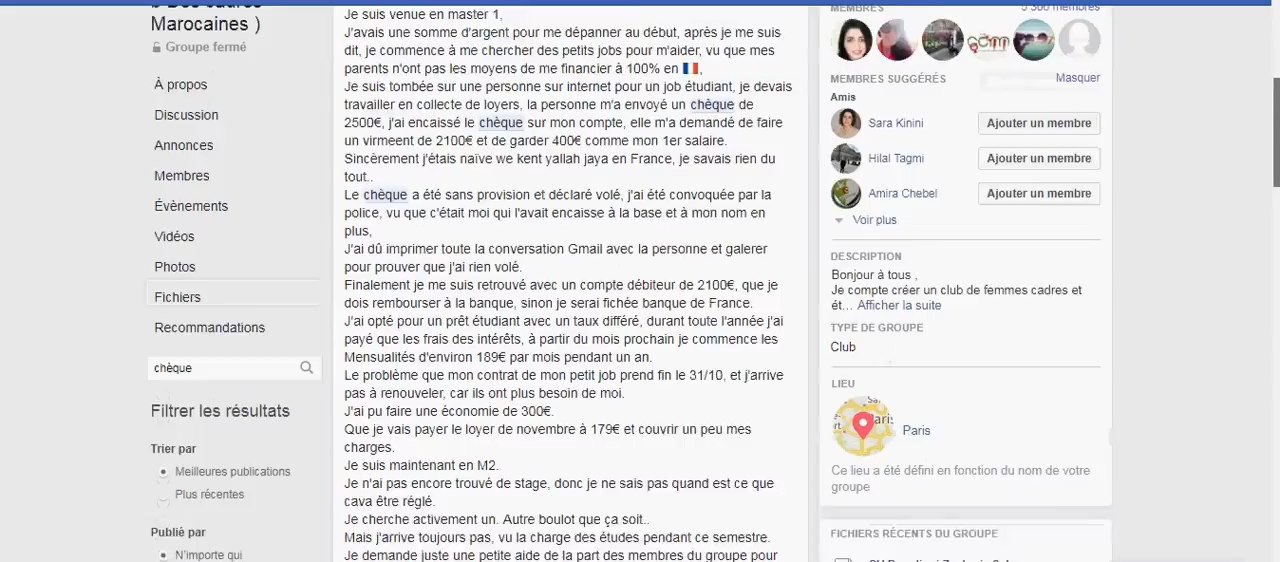 Marocaines )
Groupe fermé
À propos
Discussion
Annonces
Membres
Évènements
Vidéos
Photos
Fichiers
Recommandations
chèque
Filtrer les résultats
Trier par
Meilleures publications
Plus récentes
Publié par
N'importe qui
Je suis venue en master 1,
J'avais une somme d'argent pour me dépanner au début, après je me suis
dit, je commence à me chercher des petits jobs pour m'aider, vu que mes
parents n'ont pas les moyens de me financier à 100% en 🇫🇷,
Je suis tombée sur une personne sur internet pour un job étudiant, je devais
travailler en collecte de loyers, la personne m'a envoyé un chèque de
2500€, j'ai encaissé le chèque sur mon compte, elle m'a demandé de faire
un virmeent de 2100€ et de garder 400€ comme mon 1er salaire.
Sincèrement j'étais naïve we kent yallah jaya en France, je savais rien du
tout..
Le chèque a été sans provision et déclaré volé, j'ai été convoquée par la
police, vu que c'était moi qui l'avait encaisse à la base et à mon nom en
plus,
J'ai dû imprimer toute la conversation Gmail avec la personne et galerer
pour prouver que j'ai rien volé.
Finalement je me suis retrouvé avec un compte débiteur de 2100€, que je
dois rembourser à la banque, sinon je serai fichée banque de France.
J'ai opté pour un prêt étudiant avec un taux différé, durant toute l'année j'ai
payé que les frais des intérêts, à partir du mois prochain je commence les
Mensualités d'environ 189€ par mois pendant un an.
Le problème que mon contrat de mon petit job prend fin le 31/10, et j'arrive
pas à renouveler, car ils ont plus besoin de moi.
J'ai pu faire une économie de 300€.
Que je vais payer le loyer de novembre à 179€ et couvrir un peu mes
charges.
Je suis maintenant en M2.
Je n'ai pas encore trouvé de stage, donc je ne sais pas quand est ce que
cava être réglé.
Je cherche activement un. Autre boulot que ça soit..
Mais j'arrive toujours pas, vu la charge des études pendant ce semestre.
Je demande juste une petite aide de la part des membres du groupe pour
MEMBRES
membres
MEMBRES SUGGÉRÉS
Masquer
Amis
Sara Kinini
Ajouter un membre
Hilal Tagmi
Ajouter un membre
Amira Chebel
Ajouter un membre
Voir plus
DESCRIPTION
Bonjour à tous ,
Je compte créer un club de femmes cadres et
ét… Afficher la suite
TYPE DE GROUPE
Club
LIEU
Paris
Ce lieu a été défini en fonction du nom de votre
groupe
FICHIERS RÉCENTS DU GROUPE